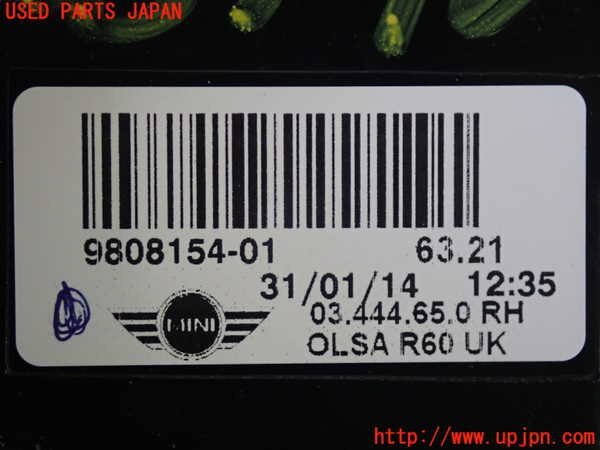 USED PARTS JAPAN
9808154-01 63.21
31/01/14 12:35
03.444.65.0 RH
MINI
OLSA R60 UK
http://www.upjpn.com/